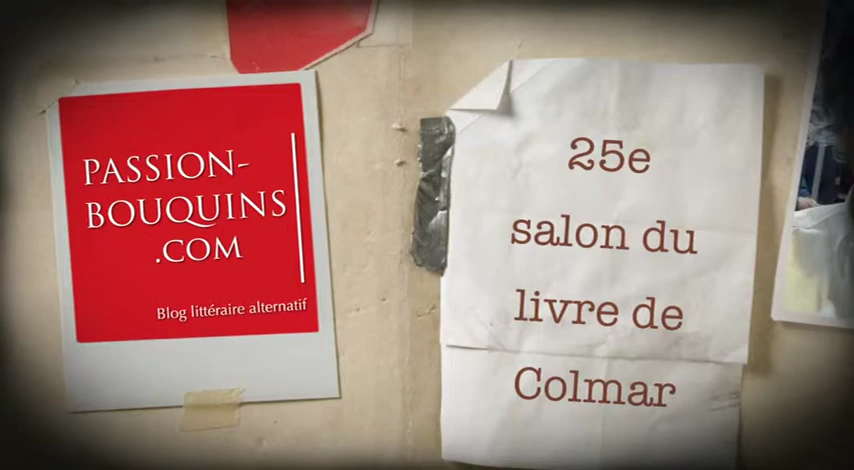 PASSION-
BOUQUINS
.COM
Blog littéraire alternatif
25e
salon du
livre de
Colmar